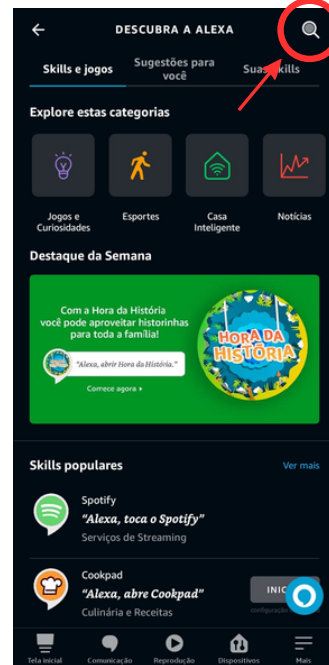 DESCUBRA A ALEXA
Skills e jogos
Sugestões para
você
Suas skills
Explore estas categorias
Jogos e
Curiosidades
Esportes
Casa
Inteligente
Notícias
Destaque da Semana
Com a Hora da História
você pode aproveitar historinhas
para toda a família!
"Alexa, abrir Hora da História."
Comece agora
HORA DA
HISTÓRIA
Skills populares
Ver mais
Spotify
"Alexa, toca o Spotify"
Serviços de Streaming
Cookpad
"Alexa, abre Cookpad"
INIC
Culinária e Receitas
Tela inicial
Comunicação
Reprodução
Dispositivos
Mais